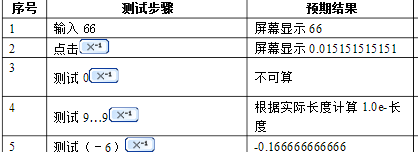 序号 测试步骤 预期结果
1 输入 66 屏幕显示 66
2 点击 X⁻¹ 屏幕显示 0.015151515151
3 测试 0 X⁻¹ 不可算
4 测试 9…9 X⁻¹ 根据实际长度计算 1.0e-长
度
5 测试（－6） X⁻¹ -0.166666666666